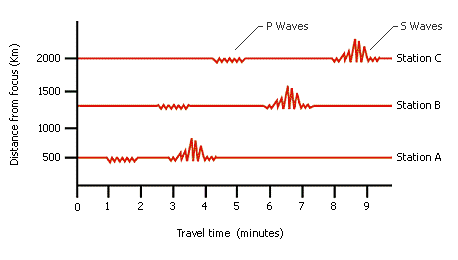 P Waves
S Waves
Distance from focus (Km)
2000
Station C
1500
Station B
1000
500
Station A
0 1 2 3 4 5 6 7 8 9
Travel time (minutes)